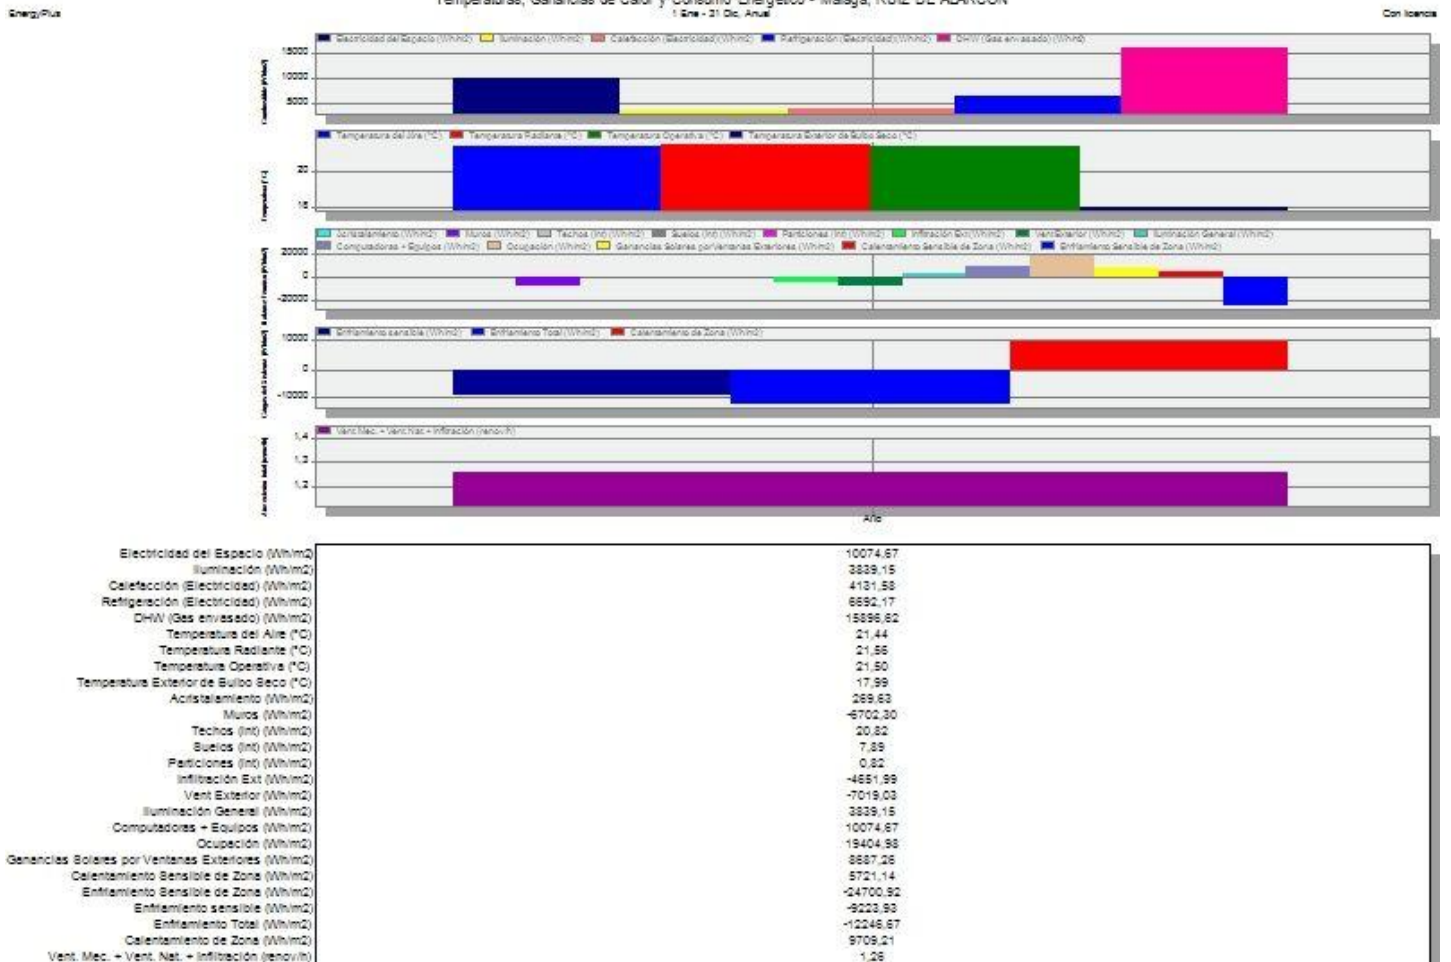 Temperaturas, Ganancias de Calor y Consumo Energético - Málaga, RUIZ DE ALARCON
EnergyPlus
1 Ene - 31 Dic, Anual
Con licencia
Electricidad del Espacio (Wh/m2) Iluminación (Wh/m2) Calefacción (Electricidad) (Wh/m2) Refrigeración (Electricidad) (Wh/m2) DHW (Gas envasado) (Wh/m2)
15000
10000
5000
Temperatura del Aire (°C) Temperatura Radiante (°C) Temperatura Operativa (°C) Temperatura Exterior de Bulbo Seco (°C)
20
18
Acristalamiento (Wh/m2) Muros (Wh/m2) Techos (int) (Wh/m2) Suelos (int) (Wh/m2) Particiones (int) (Wh/m2) Infiltración Ext (Wh/m2) Vent Exterior (Wh/m2) Iluminación General (Wh/m2)
Computadoras + Equipos (Wh/m2) Ocupación (Wh/m2) Ganancias Solares por Ventanas Exteriores (Wh/m2) Calentamiento Sensible de Zona (Wh/m2) Enfriamiento Sensible de Zona (Wh/m2)
20000
0
-20000
Enfriamiento sensible (Wh/m2) Enfriamiento Total (Wh/m2) Calentamiento de Zona (Wh/m2)
10000
0
-10000
Vent. Mec. + Vent. Nat. + Infiltración (renov/h)
1,4
1,3
1,2
Año
Electricidad del Espacio (Wh/m2) 10074,67
Iluminación (Wh/m2) 3839,15
Calefacción (Electricidad) (Wh/m2) 4131,58
Refrigeración (Electricidad) (Wh/m2) 6692,17
DHW (Gas envasado) (Wh/m2) 15896,62
Temperatura del Aire (°C) 21,44
Temperatura Radiante (°C) 21,56
Temperatura Operativa (°C) 21,50
Temperatura Exterior de Bulbo Seco (°C) 17,99
Acristalamiento (Wh/m2) 269,63
Muros (Wh/m2) -6702,30
Techos (int) (Wh/m2) 20,82
Suelos (int) (Wh/m2) 7,89
Particiones (int) (Wh/m2) 0,82
Infiltración Ext (Wh/m2) -4651,99
Vent Exterior (Wh/m2) -7019,03
Iluminación General (Wh/m2) 3839,15
Computadoras + Equipos (Wh/m2) 10074,67
Ocupación (Wh/m2) 19404,98
Ganancias Solares por Ventanas Exteriores (Wh/m2) 8687,26
Calentamiento Sensible de Zona (Wh/m2) 5721,14
Enfriamiento Sensible de Zona (Wh/m2) -24700,92
Enfriamiento sensible (Wh/m2) -9223,93
Enfriamiento Total (Wh/m2) -12246,67
Calentamiento de Zona (Wh/m2) 9709,21
Vent. Mec. + Vent. Nat. + Infiltración (renov/h) 1,26